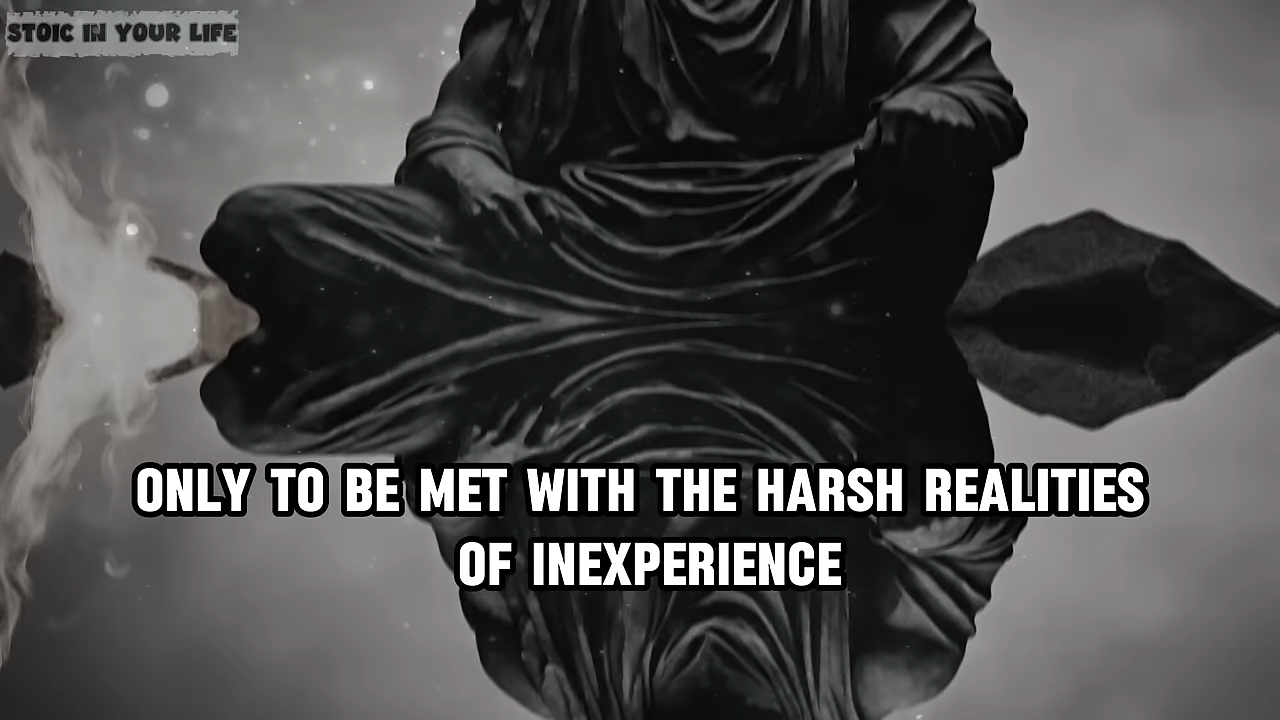 STOIC IN YOUR LIFE
ONLY TO BE MET WITH THE HARSH REALITIES
OF INEXPERIENCE